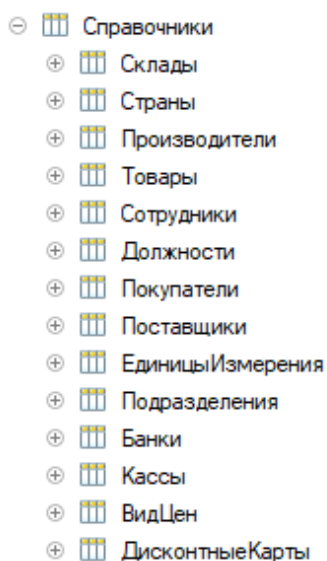 Справочники
Склады
Страны
Производители
Товары
Сотрудники
Должности
Покупатели
Поставщики
ЕдиницыИзмерения
Подразделения
Банки
Кассы
ВидЦен
ДисконтныеКарты